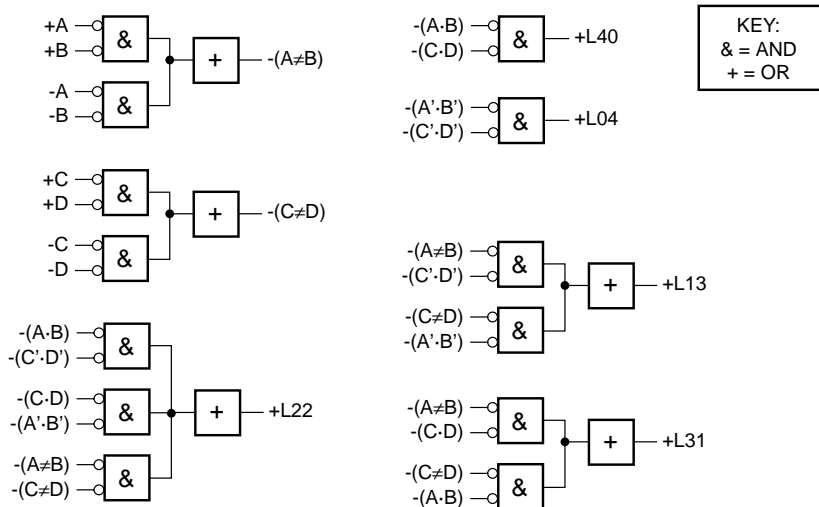 +A
+B
&
-A
-B
&
+
-(A≠B)
+C
+D
&
-C
-D
&
+
-(C≠D)
-(A·B)
-(C'·D')
&
-(C·D)
-(A'·B')
&
-(A≠B)
-(C≠D)
&
+
+L22
-(A·B)
-(C·D)
&
+L40
-(A'·B')
-(C'·D')
&
+L04
-(A≠B)
-(C'·D')
&
-(C≠D)
-(A'·B')
&
+
+L13
-(A≠B)
-(C·D)
&
-(C≠D)
-(A·B)
&
+
+L31
KEY:
& = AND
+ = OR